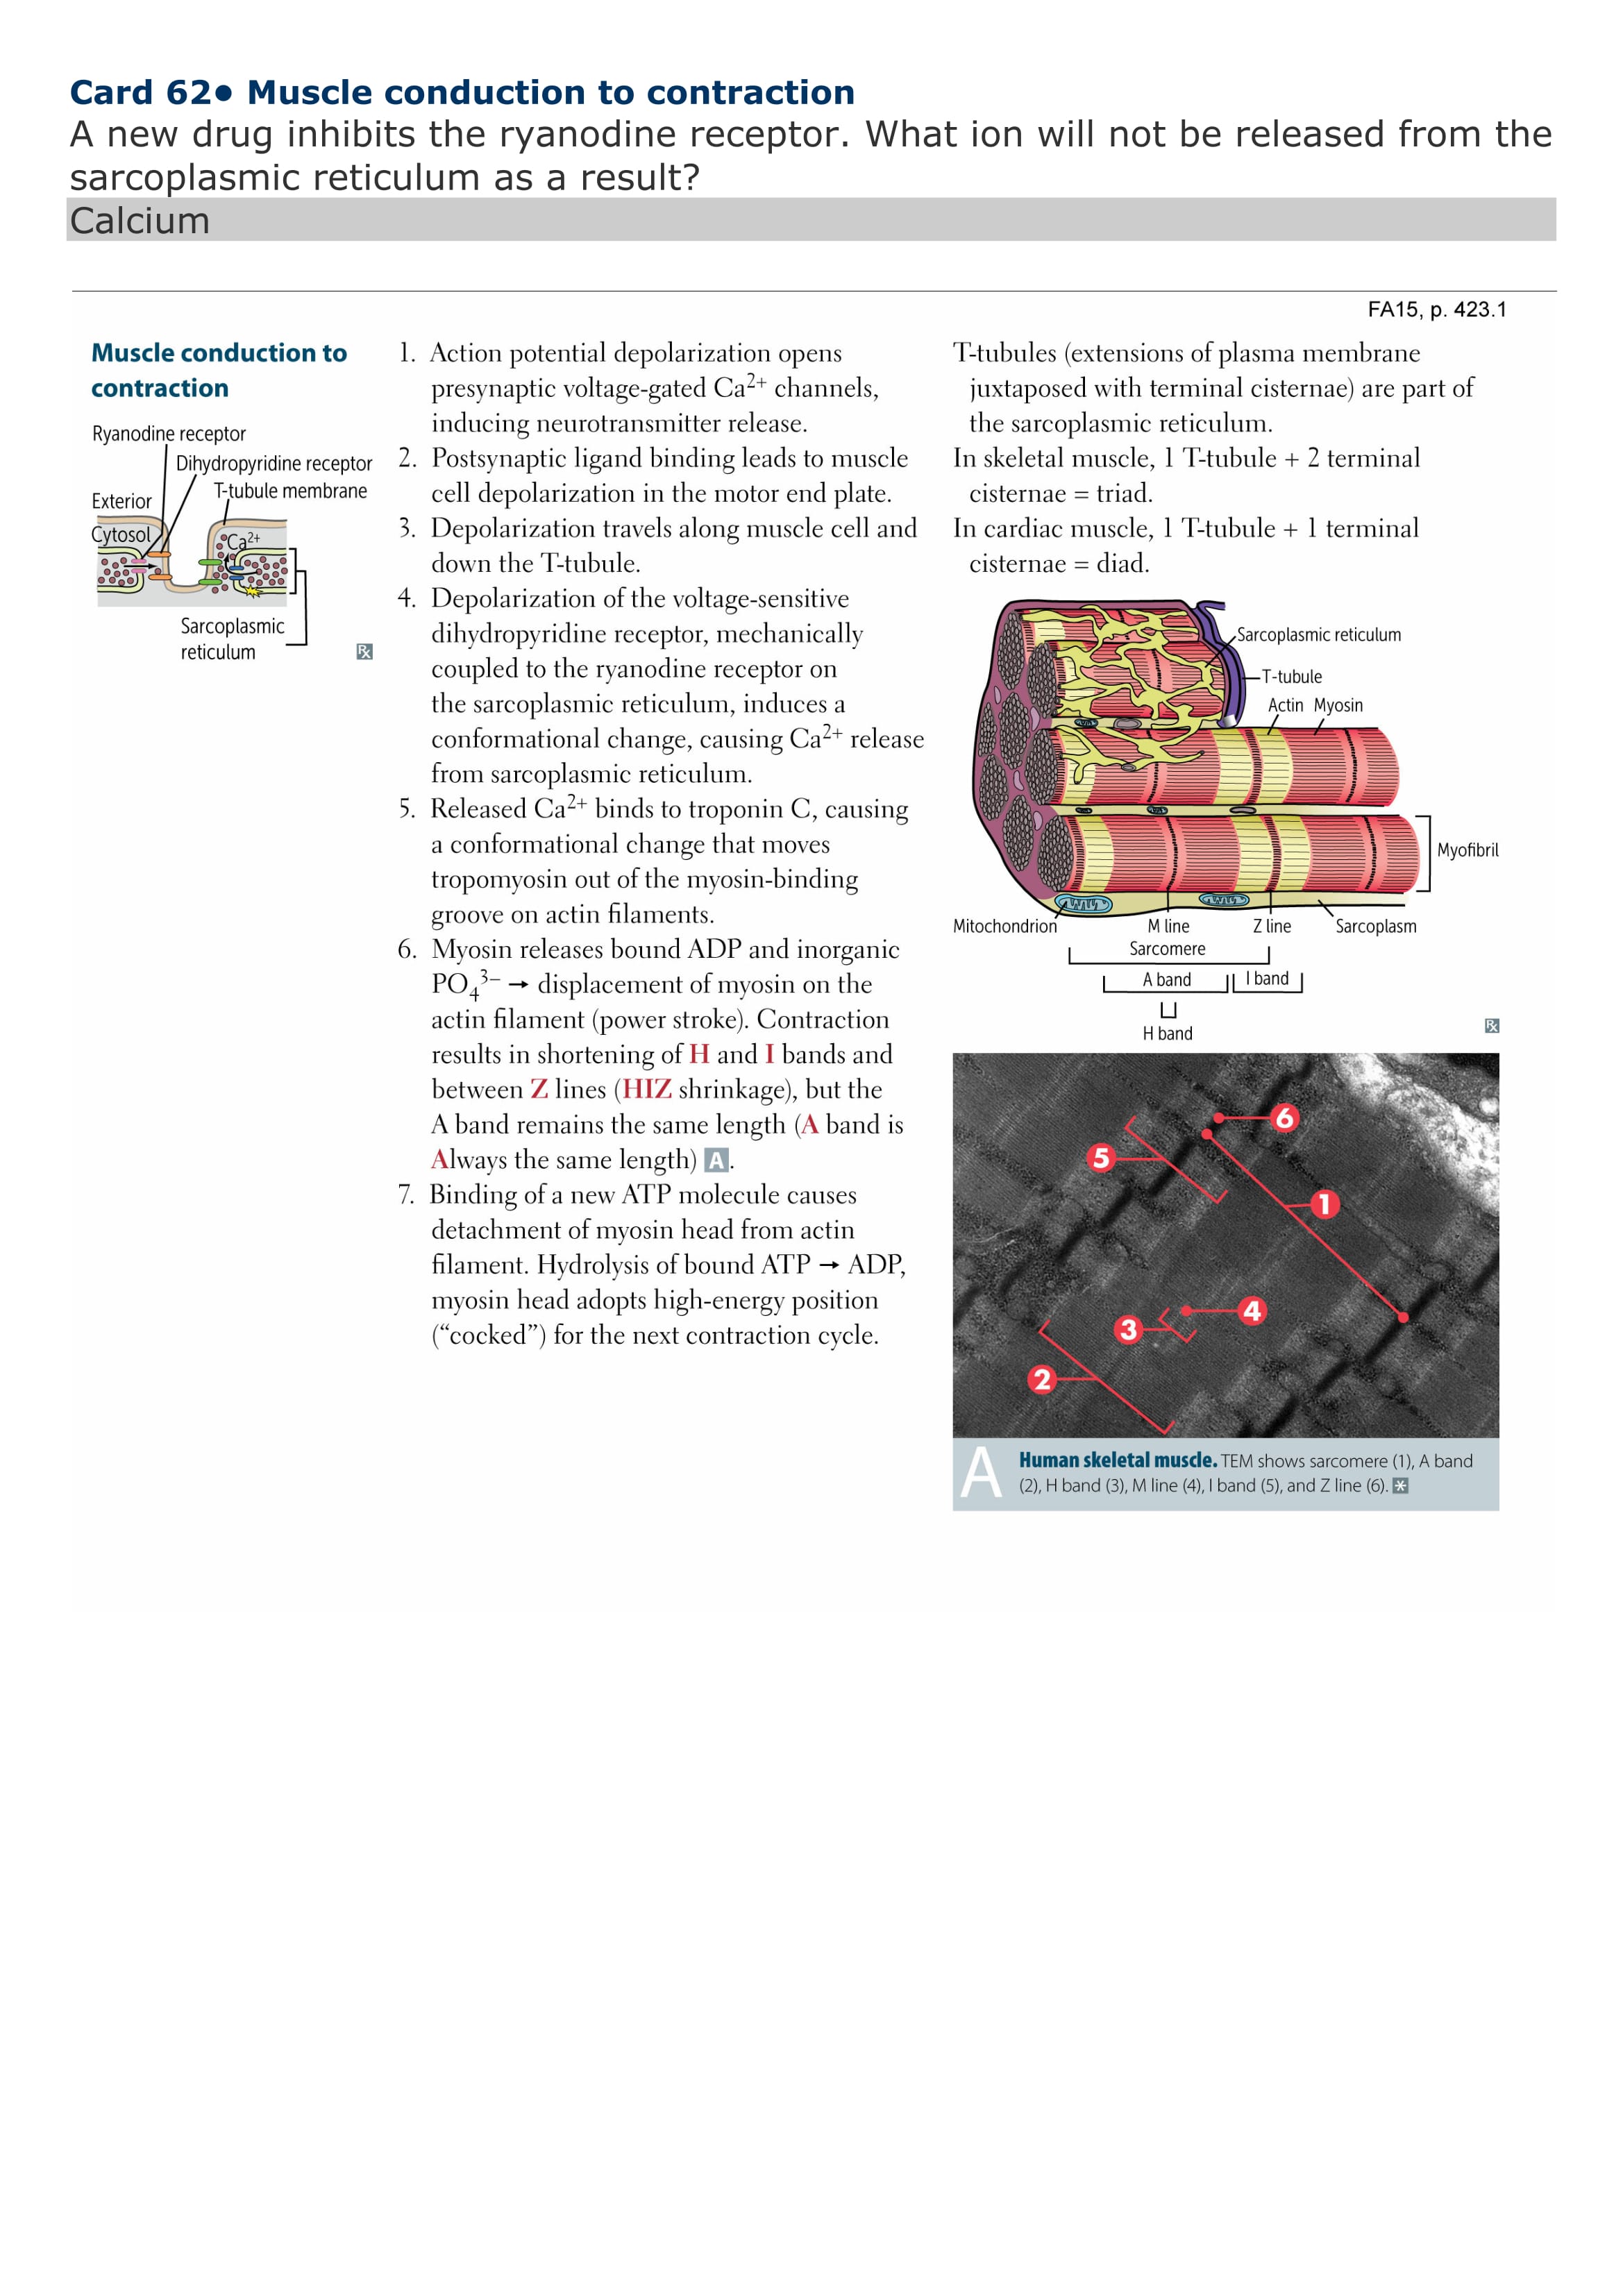 Card 62● Muscle conduction to contraction
A new drug inhibits the ryanodine receptor. What ion will not be released from the
sarcoplasmic reticulum as a result?
Calcium
FA15, p. 423.1
Muscle conduction to
contraction
Ryanodine receptor
Dihydropyridine receptor
T-tubule membrane
Exterior
Cytosol
Ca2+
Sarcoplasmic
reticulum
Rx
1. Action potential depolarization opens
presynaptic voltage-gated Ca2+ channels,
inducing neurotransmitter release.
2. Postsynaptic ligand binding leads to muscle
cell depolarization in the motor end plate.
3. Depolarization travels along muscle cell and
down the T-tubule.
4. Depolarization of the voltage-sensitive
dihydropyridine receptor, mechanically
coupled to the ryanodine receptor on
the sarcoplasmic reticulum, induces a
conformational change, causing Ca2+ release
from sarcoplasmic reticulum.
5. Released Ca2+ binds to troponin C, causing
a conformational change that moves
tropomyosin out of the myosin-binding
groove on actin filaments.
6. Myosin releases bound ADP and inorganic
PO43– → displacement of myosin on the
actin filament (power stroke). Contraction
results in shortening of H and I bands and
between Z lines (HIZ shrinkage), but the
A band remains the same length (A band is
Always the same length) A.
7. Binding of a new ATP molecule causes
detachment of myosin head from actin
filament. Hydrolysis of bound ATP → ADP,
myosin head adopts high-energy position
(“cocked”) for the next contraction cycle.
T-tubules (extensions of plasma membrane
juxtaposed with terminal cisternae) are part of
the sarcoplasmic reticulum.
In skeletal muscle, 1 T-tubule + 2 terminal
cisternae = triad.
In cardiac muscle, 1 T-tubule + 1 terminal
cisternae = diad.
Sarcoplasmic reticulum
T-tubule
Actin Myosin
Myofibril
Mitochondrion M line Z line Sarcoplasm
Sarcomere
A band I band
H band
Rx
6
5
1
4
3
2
A
Human skeletal muscle. TEM shows sarcomere (1), A band
(2), H band (3), M line (4), I band (5), and Z line (6). *